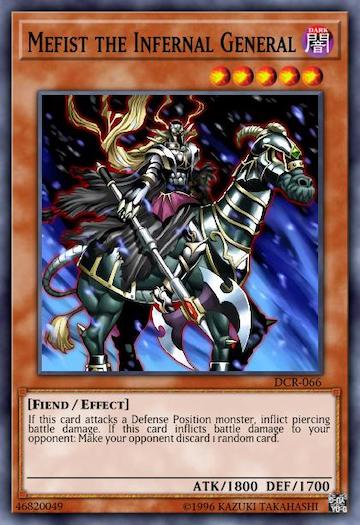 MEFIST THE INFERNAL GENERAL
DARK
闇
DCR-066
[FIEND / EFFECT]
If this card attacks a Defense Position monster, inflict piercing
battle damage. If this card inflicts battle damage to your
opponent: Make your opponent discard 1 random card.
ATK/1800 DEF/1700
46820049
©1996 KAZUKI TAKAHASHI